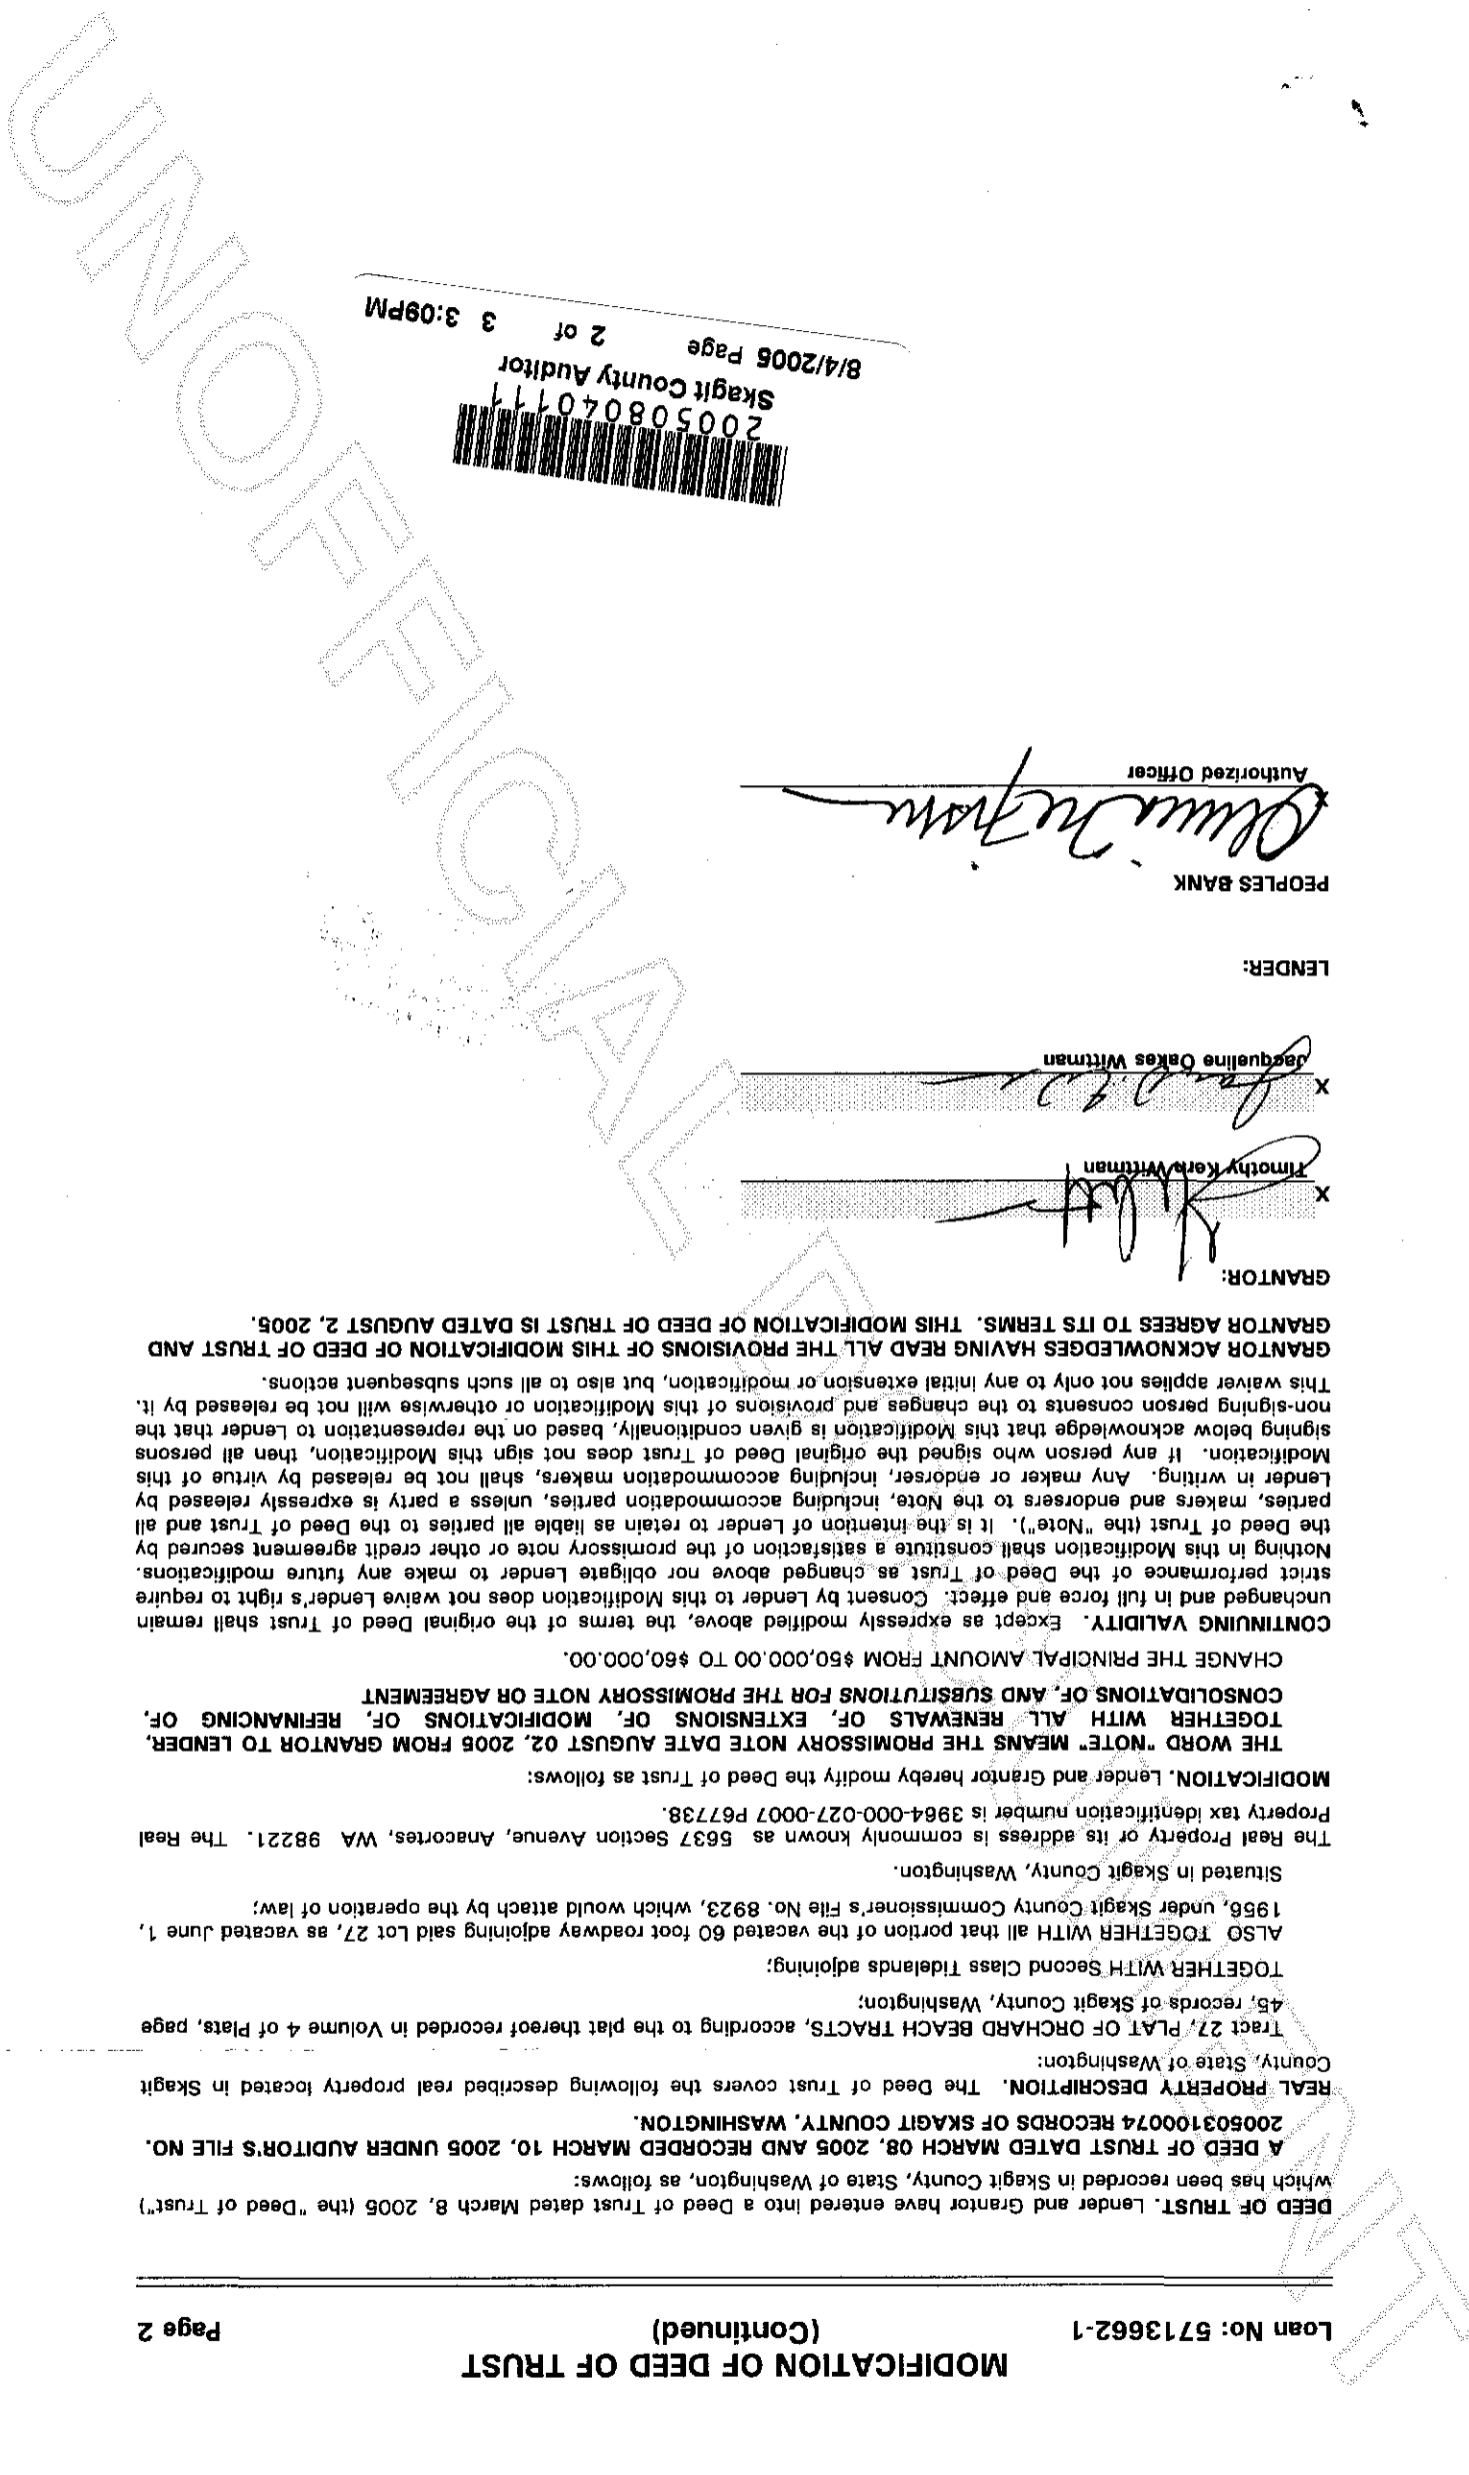 MODIFICATION OF DEED OF TRUST
Loan No: 5713662-1 (Continued) Page 2
DEED OF TRUST. Lender and Grantor have entered into a Deed of Trust dated March 8, 2005 (the "Deed of Trust")
which has been recorded in Skagit County, State of Washington, as follows:
A DEED OF TRUST DATED MARCH 08, 2005 AND RECORDED MARCH 10, 2005 UNDER AUDITOR'S FILE NO.
200503100074 RECORDS OF SKAGIT COUNTY, WASHINGTON.
REAL PROPERTY DESCRIPTION. The Deed of Trust covers the following described real property located in Skagit
County, State of Washington:
Tract 27, PLAT OF ORCHARD BEACH TRACTS, according to the plat thereof recorded in Volume 4 of Plats, page
45, records of Skagit County, Washington;
TOGETHER WITH Second Class Tidelands adjoining;
ALSO TOGETHER WITH all that portion of the vacated 60 foot roadway adjoining said Lot 27, as vacated June 1,
1956, under Skagit County Commissioner's File No. 8923, which would attach by the operation of law;
Situated in Skagit County, Washington.
The Real Property or its address is commonly known as 5637 Section Avenue, Anacortes, WA 98221. The Real
Property tax identification number is 3964-000-027-0007 P67738.
MODIFICATION. Lender and Grantor hereby modify the Deed of Trust as follows:
THE WORD "NOTE" MEANS THE PROMISSORY NOTE DATE AUGUST 02, 2005 FROM GRANTOR TO LENDER,
TOGETHER WITH ALL RENEWALS OF, EXTENSIONS OF, MODIFICATIONS OF, REFINANCING OF,
CONSOLIDATIONS OF, AND SUBSITUTIONS FOR THE PROMISSORY NOTE OR AGREEMENT
CHANGE THE PRINCIPAL AMOUNT FROM $50,000.00 TO $60,000.00.
CONTINUING VALIDITY. Except as expressly modified above, the terms of the original Deed of Trust shall remain
unchanged and in full force and effect. Consent by Lender to this Modification does not waive Lender's right to require
strict performance of the Deed of Trust as changed above nor obligate Lender to make any future modifications.
Nothing in this Modification shall constitute a satisfaction of the promissory note or other credit agreement secured by
the Deed of Trust (the "Note"). It is the intention of Lender to retain as liable all parties to the Deed of Trust and all
parties, makers and endorsers to the Note, including accommodation parties, unless a party is expressly released by
Lender in writing. Any maker or endorser, including accommodation makers, shall not be released by virtue of this
Modification. If any person who signed the original Deed of Trust does not sign this Modification, then all persons
signing below acknowledge that this Modification is given conditionally, based on the representation to Lender that the
non-signing person consents to the changes and provisions of this Modification or otherwise will not be released by it.
This waiver applies not only to any initial extension or modification, but also to all such subsequent actions.
GRANTOR ACKNOWLEDGES HAVING READ ALL THE PROVISIONS OF THIS MODIFICATION OF DEED OF TRUST AND
GRANTOR AGREES TO ITS TERMS. THIS MODIFICATION OF DEED OF TRUST IS DATED AUGUST 2, 2005.
GRANTOR:
X
Timothy Kern Wittman
X
Jacqueline Oakes Wittman
LENDER:
PEOPLES BANK
X
Authorized Officer
200508040111
Skagit County Auditor
8/4/2005 Page 2 of 3 3:09PM
UNOFFICIAL DOCUMENT